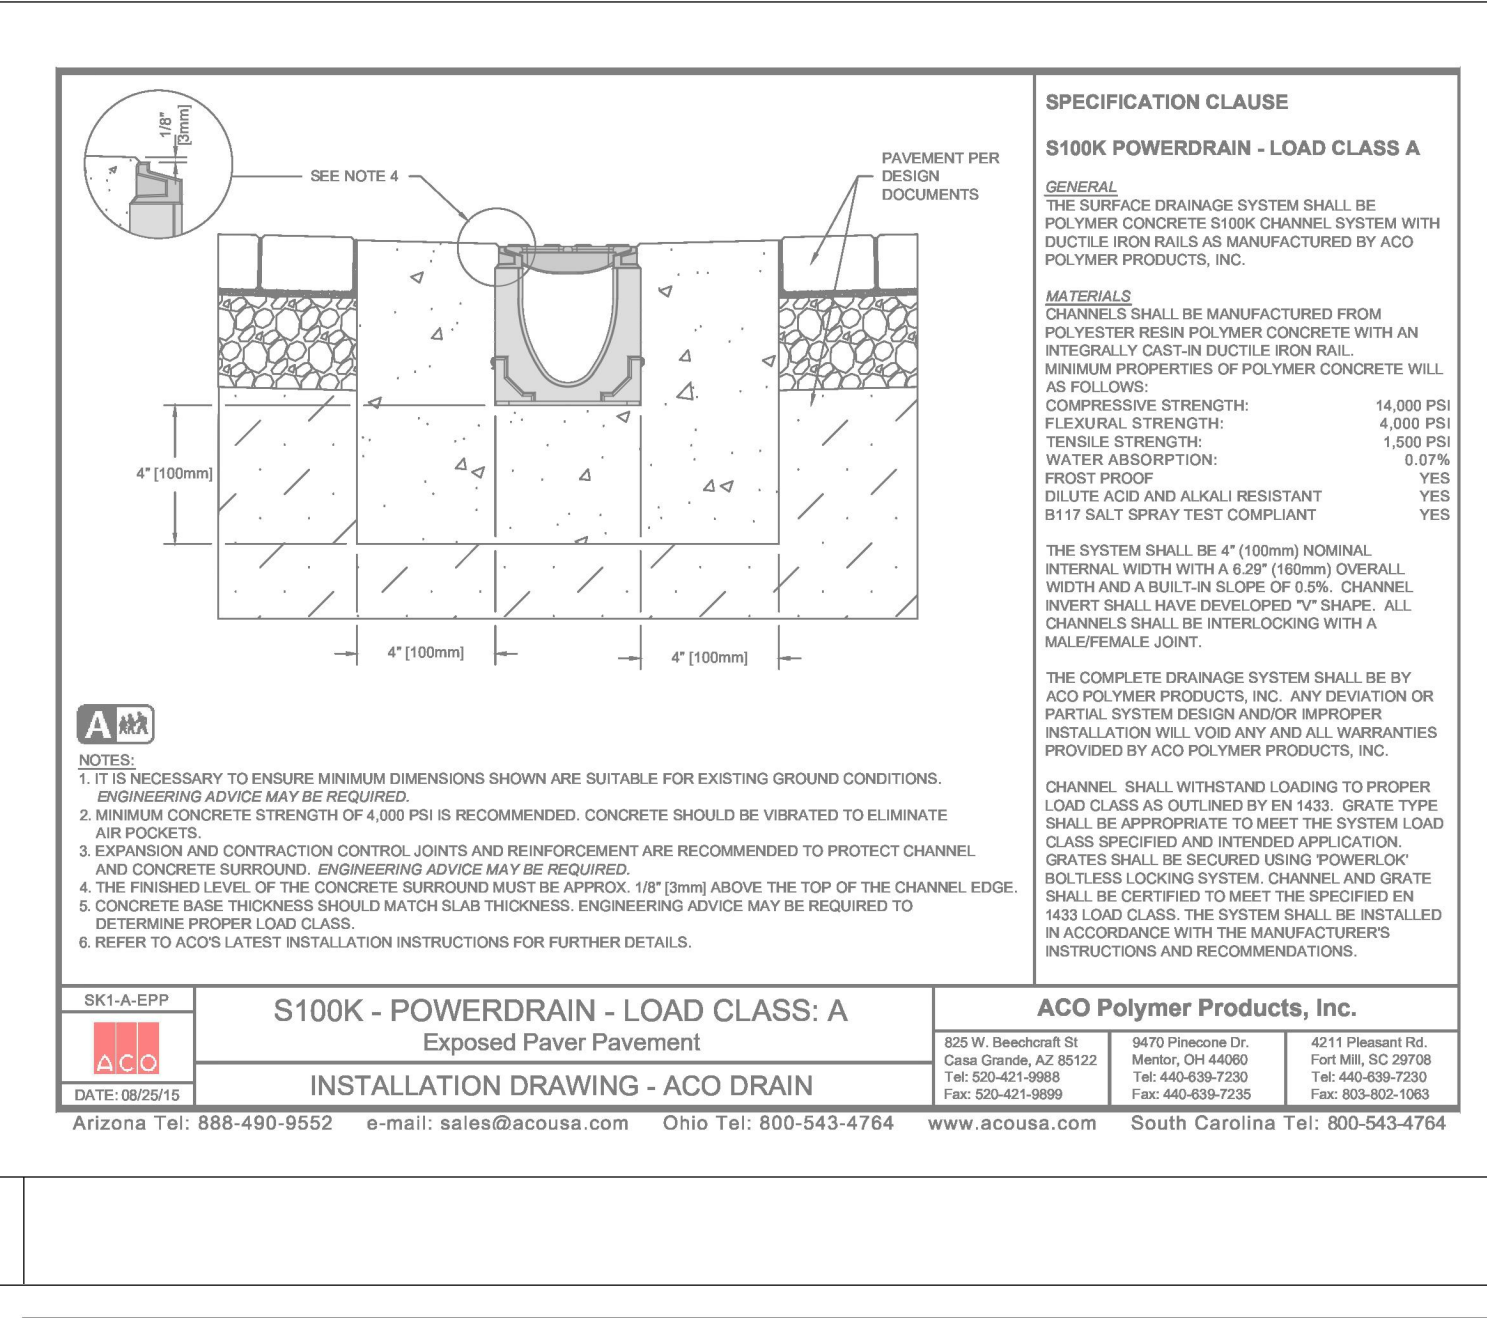 1/8"
[3mm]
SEE NOTE 4
PAVEMENT PER
DESIGN
DOCUMENTS
4" [100mm]
4" [100mm]
4" [100mm]
A
NOTES:
1. IT IS NECESSARY TO ENSURE MINIMUM DIMENSIONS SHOWN ARE SUITABLE FOR EXISTING GROUND CONDITIONS.
ENGINEERING ADVICE MAY BE REQUIRED.
2. MINIMUM CONCRETE STRENGTH OF 4,000 PSI IS RECOMMENDED. CONCRETE SHOULD BE VIBRATED TO ELIMINATE
AIR POCKETS.
3. EXPANSION AND CONTRACTION CONTROL JOINTS AND REINFORCEMENT ARE RECOMMENDED TO PROTECT CHANNEL
AND CONCRETE SURROUND. ENGINEERING ADVICE MAY BE REQUIRED.
4. THE FINISHED LEVEL OF THE CONCRETE SURROUND MUST BE APPROX. 1/8" [3mm] ABOVE THE TOP OF THE CHANNEL EDGE.
5. CONCRETE BASE THICKNESS SHOULD MATCH SLAB THICKNESS. ENGINEERING ADVICE MAY BE REQUIRED TO
DETERMINE PROPER LOAD CLASS.
6. REFER TO ACO'S LATEST INSTALLATION INSTRUCTIONS FOR FURTHER DETAILS.
SPECIFICATION CLAUSE
S100K POWERDRAIN - LOAD CLASS A
GENERAL
THE SURFACE DRAINAGE SYSTEM SHALL BE
POLYMER CONCRETE S100K CHANNEL SYSTEM WITH
DUCTILE IRON RAILS AS MANUFACTURED BY ACO
POLYMER PRODUCTS, INC.
MATERIALS
CHANNELS SHALL BE MANUFACTURED FROM
POLYESTER RESIN POLYMER CONCRETE WITH AN
INTEGRALLY CAST-IN DUCTILE IRON RAIL.
MINIMUM PROPERTIES OF POLYMER CONCRETE WILL
AS FOLLOWS:
COMPRESSIVE STRENGTH: 14,000 PSI
FLEXURAL STRENGTH: 4,000 PSI
TENSILE STRENGTH: 1,500 PSI
WATER ABSORPTION: 0.07%
FROST PROOF YES
DILUTE ACID AND ALKALI RESISTANT YES
B117 SALT SPRAY TEST COMPLIANT YES
THE SYSTEM SHALL BE 4" (100mm) NOMINAL
INTERNAL WIDTH WITH A 6.29" (160mm) OVERALL
WIDTH AND A BUILT-IN SLOPE OF 0.5%. CHANNEL
INVERT SHALL HAVE DEVELOPED "V" SHAPE. ALL
CHANNELS SHALL BE INTERLOCKING WITH A
MALE/FEMALE JOINT.
THE COMPLETE DRAINAGE SYSTEM SHALL BE BY
ACO POLYMER PRODUCTS, INC. ANY DEVIATION OR
PARTIAL SYSTEM DESIGN AND/OR IMPROPER
INSTALLATION WILL VOID ANY AND ALL WARRANTIES
PROVIDED BY ACO POLYMER PRODUCTS, INC.
CHANNEL SHALL WITHSTAND LOADING TO PROPER
LOAD CLASS AS OUTLINED BY EN 1433. GRATE TYPE
SHALL BE APPROPRIATE TO MEET THE SYSTEM LOAD
CLASS SPECIFIED AND INTENDED APPLICATION.
GRATES SHALL BE SECURED USING 'POWERLOK'
BOLTLESS LOCKING SYSTEM. CHANNEL AND GRATE
SHALL BE CERTIFIED TO MEET THE SPECIFIED EN
1433 LOAD CLASS. THE SYSTEM SHALL BE INSTALLED
IN ACCORDANCE WITH THE MANUFACTURER'S
INSTRUCTIONS AND RECOMMENDATIONS.
SK1-A-EPP
ACO
DATE: 08/25/15
S100K - POWERDRAIN - LOAD CLASS: A
Exposed Paver Pavement
INSTALLATION DRAWING - ACO DRAIN
ACO Polymer Products, Inc.
825 W. Beechcraft St
Casa Grande, AZ 85122
Tel: 520-421-9988
Fax: 520-421-9899
9470 Pinecone Dr.
Mentor, OH 44060
Tel: 440-639-7230
Fax: 440-639-7235
4211 Pleasant Rd.
Fort Mill, SC 29708
Tel: 440-639-7230
Fax: 803-802-1063
Arizona Tel: 888-490-9552 e-mail: sales@acousa.com Ohio Tel: 800-543-4764 www.acousa.com South Carolina Tel: 800-543-4764